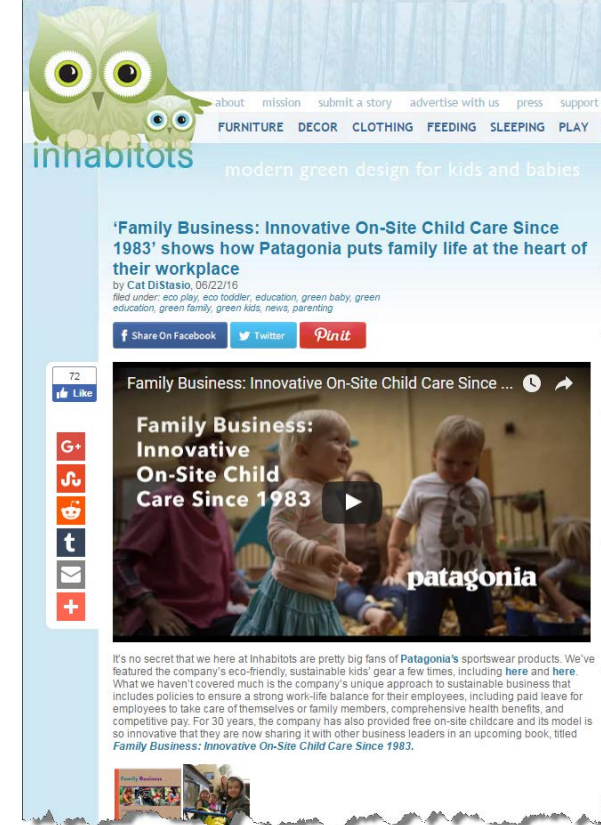 about mission submit a story advertise with us press support
FURNITURE DECOR CLOTHING FEEDING SLEEPING PLAY
inhabitots
modern green design for kids and babies
‘Family Business: Innovative On-Site Child Care Since
1983’ shows how Patagonia puts family life at the heart of
their workplace
by Cat DiStasio, 06/22/16
filed under: eco play, eco toddler, education, green baby, green
education, green family, green kids, news, parenting
f Share On Facebook Twitter Pin it
72
Like
Family Business: Innovative On-Site Child Care Since ...
Family Business:
Innovative
On-Site Child
Care Since 1983
patagonia
G+
t
It's no secret that we here at Inhabitots are pretty big fans of Patagonia's sportswear products. We've
featured the company's eco-friendly, sustainable kids' gear a few times, including here and here.
What we haven't covered much is the company's unique approach to sustainable business that
includes policies to ensure a strong work-life balance for their employees, including paid leave for
employees to take care of themselves or family members, comprehensive health benefits, and
competitive pay. For 30 years, the company has also provided free on-site childcare and its model is
so innovative that they are now sharing it with other business leaders in an upcoming book, titled
Family Business: Innovative On-Site Child Care Since 1983.
Family Business